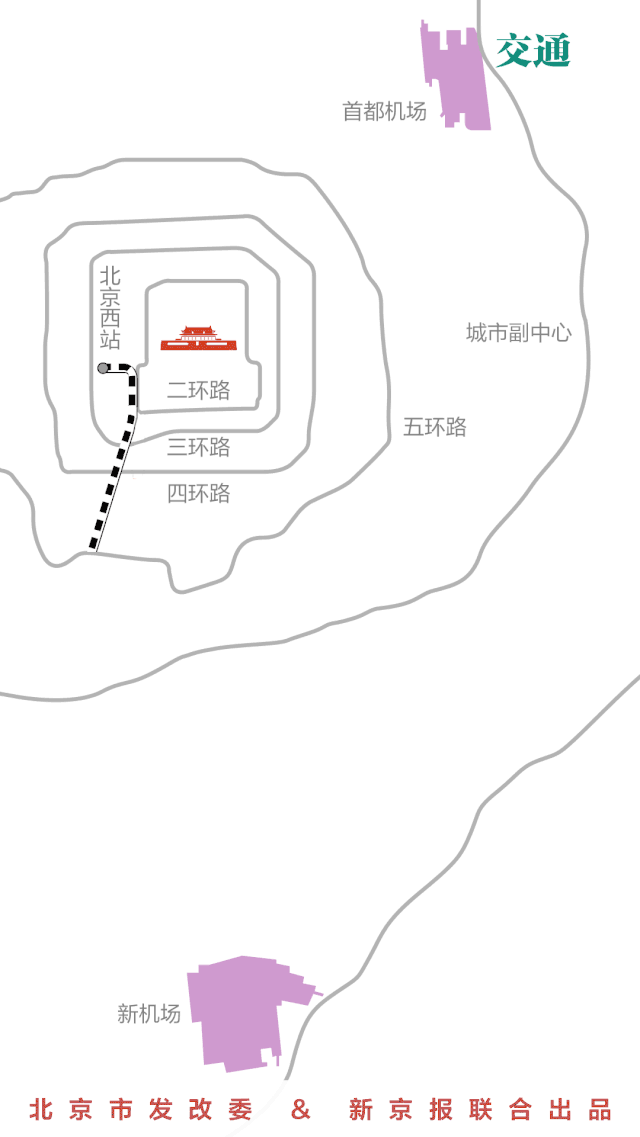 交通
首都机场
北京西站
城市副中心
二环路
五环路
三环路
四环路
新机场
北京市发改委 & 新京报联合出品